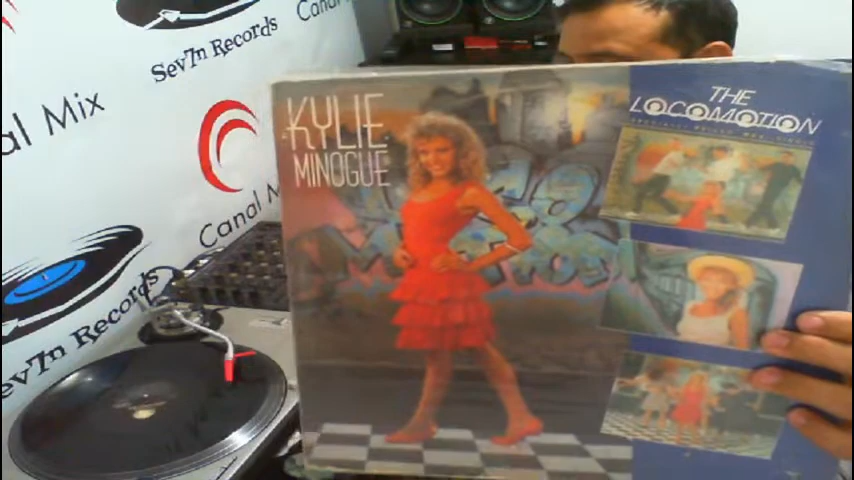 Sev7n Records
Canal
al Mix
Canal M
Sev7n Records
KYLIE
MINOGUE
THE
LOCOMOTION